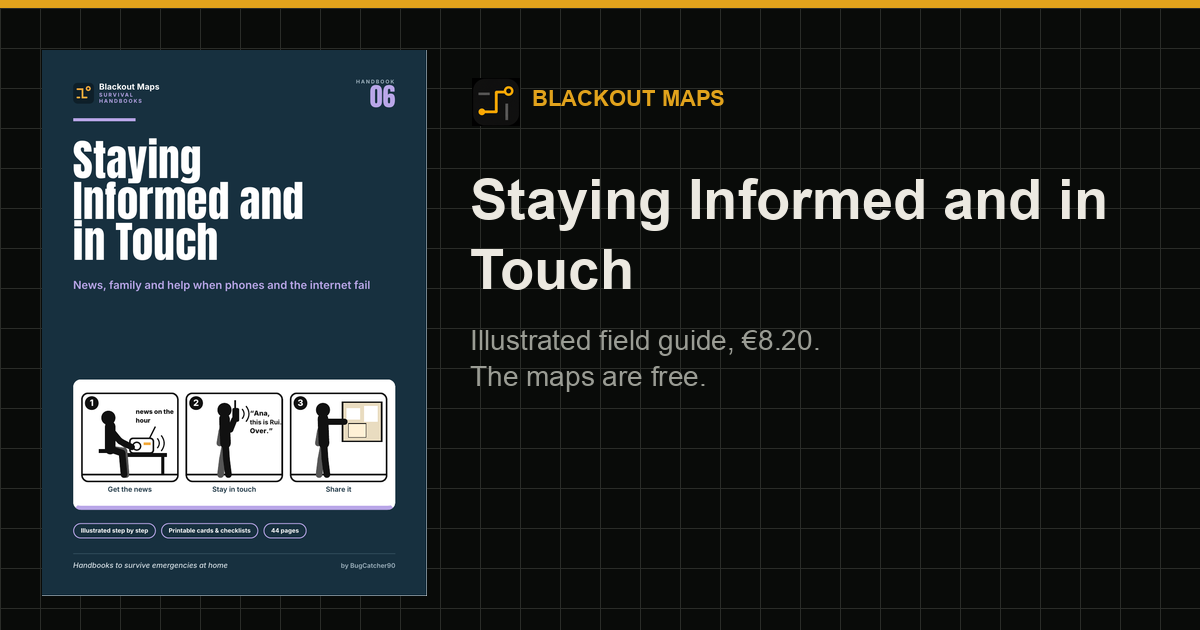 Blackout Maps
SURVIVAL
HANDBOOKS
HANDBOOK
06
Staying
Informed and
in Touch
News, family and help when phones and the internet fail
1
news on the
hour
Get the news
2
"Ana,
this is Rui.
Over."
Stay in touch
3
Share it
Illustrated step by step
Printable cards & checklists
44 pages
Handbooks to survive emergencies at home
by BugCatcher90
BLACKOUT MAPS
Staying Informed and in
Touch
Illustrated field guide, €8.20.
The maps are free.